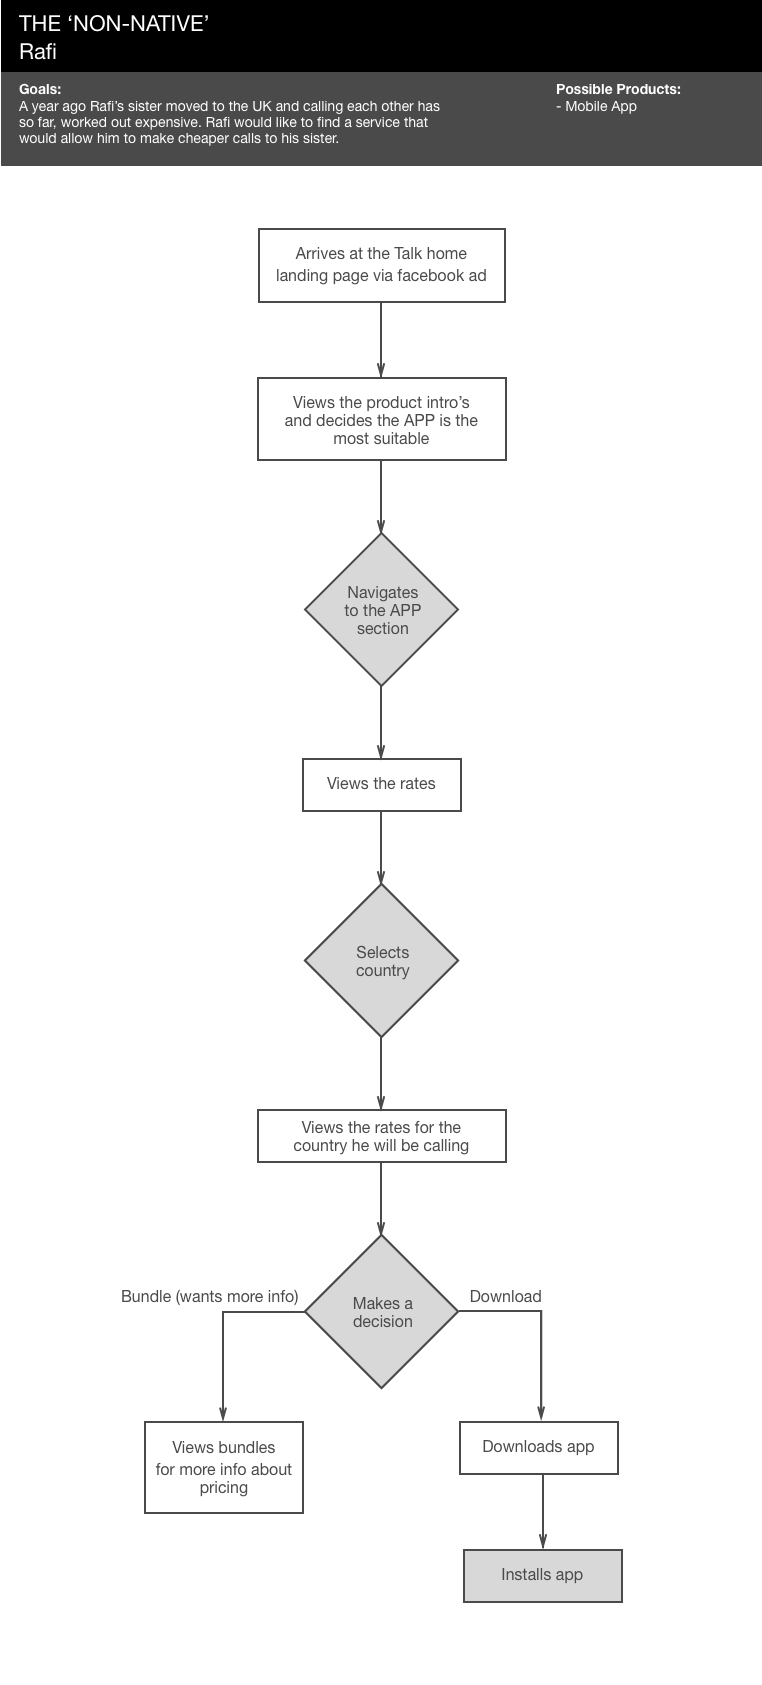 THE ‘NON-NATIVE’
Rafi
Goals:
A year ago Rafi’s sister moved to the UK and calling each other has
so far, worked out expensive. Rafi would like to find a service that
would allow him to make cheaper calls to his sister.
Possible Products:
- Mobile App
Arrives at the Talk home
landing page via facebook ad
Views the product intro’s
and decides the APP is the
most suitable
Navigates
to the APP
section
Views the rates
Selects
country
Views the rates for the
country he will be calling
Makes a
decision
Bundle (wants more info)
Download
Views bundles
for more info about
pricing
Downloads app
Installs app